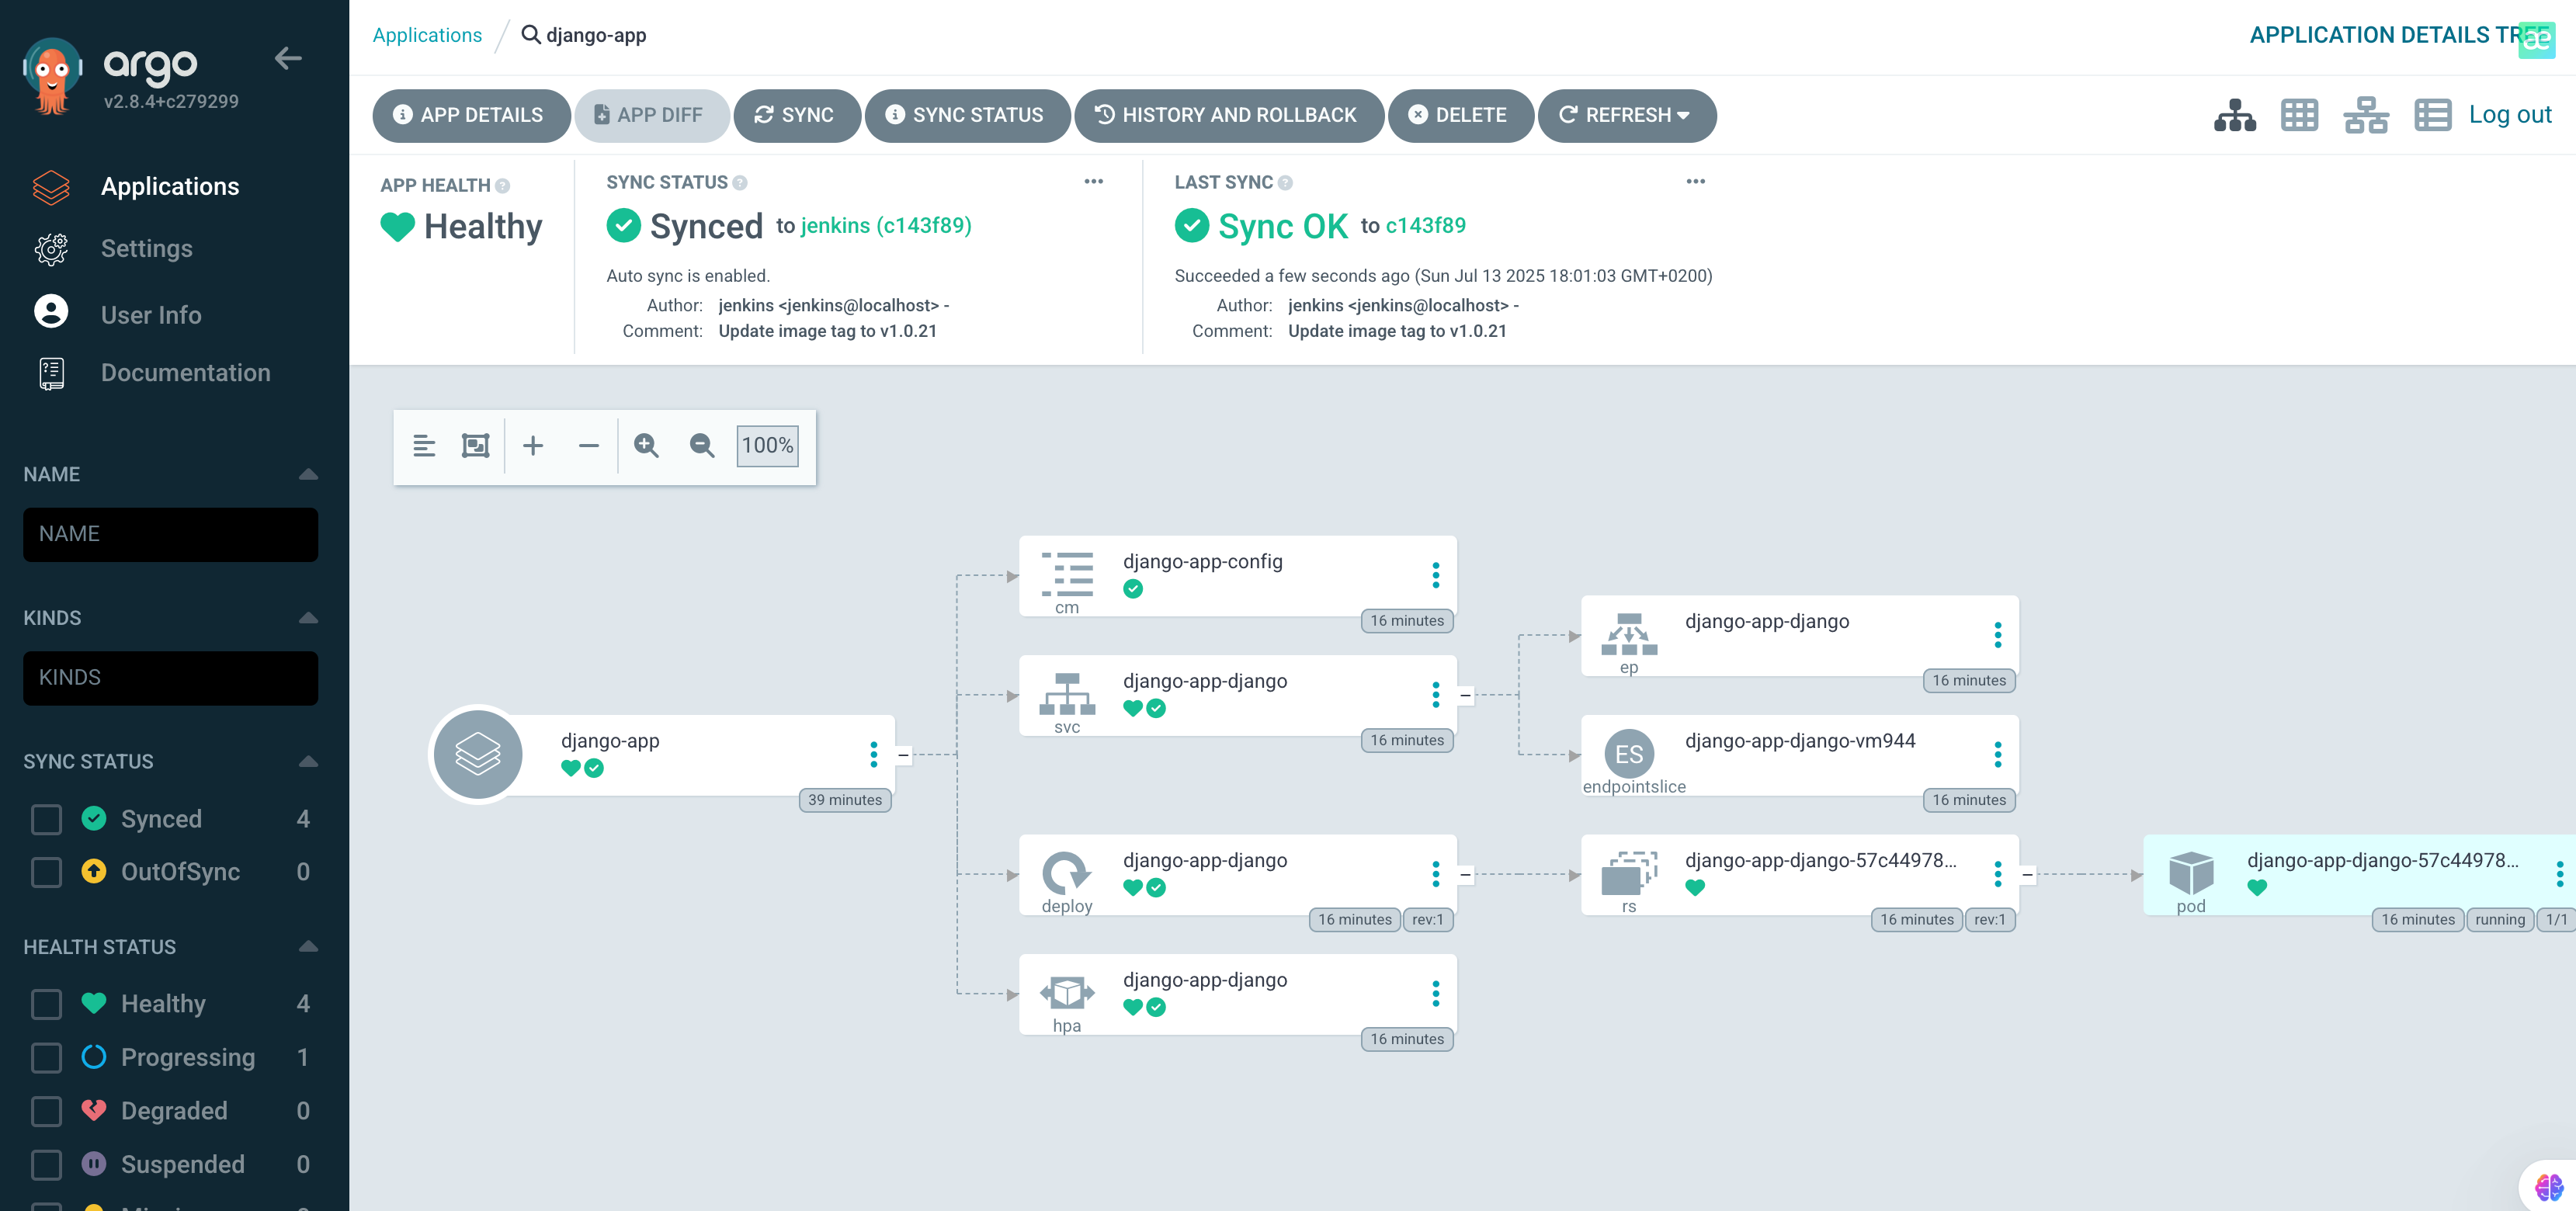 argo
v2.8.4+c279299
Applications
Settings
User Info
Documentation
NAME
NAME
KINDS
KINDS
SYNC STATUS
Synced 4
OutOfSync 0
HEALTH STATUS
Healthy 4
Progressing 1
Degraded 0
Suspended 0
Applications / django-app
APPLICATION DETAILS
æ
APP DETAILS APP DIFF SYNC SYNC STATUS HISTORY AND ROLLBACK DELETE REFRESH
Log out
APP HEALTH
Healthy
SYNC STATUS
Synced to jenkins (c143f89)
Auto sync is enabled.
Author: jenkins <jenkins@localhost> -
Comment: Update image tag to v1.0.21
LAST SYNC
Sync OK to c143f89
Succeeded a few seconds ago (Sun Jul 13 2025 18:01:03 GMT+0200)
Author: jenkins <jenkins@localhost> -
Comment: Update image tag to v1.0.21
100%
django-app
39 minutes
django-app-config
cm
16 minutes
django-app-django
svc
16 minutes
django-app-django
deploy
16 minutes rev:1
django-app-django
hpa
16 minutes
django-app-django
ep
16 minutes
ES
django-app-django-vm944
endpointslice
16 minutes
django-app-django-57c44978...
rs
16 minutes rev:1
django-app-django-57c44978...
pod
16 minutes running 1/1